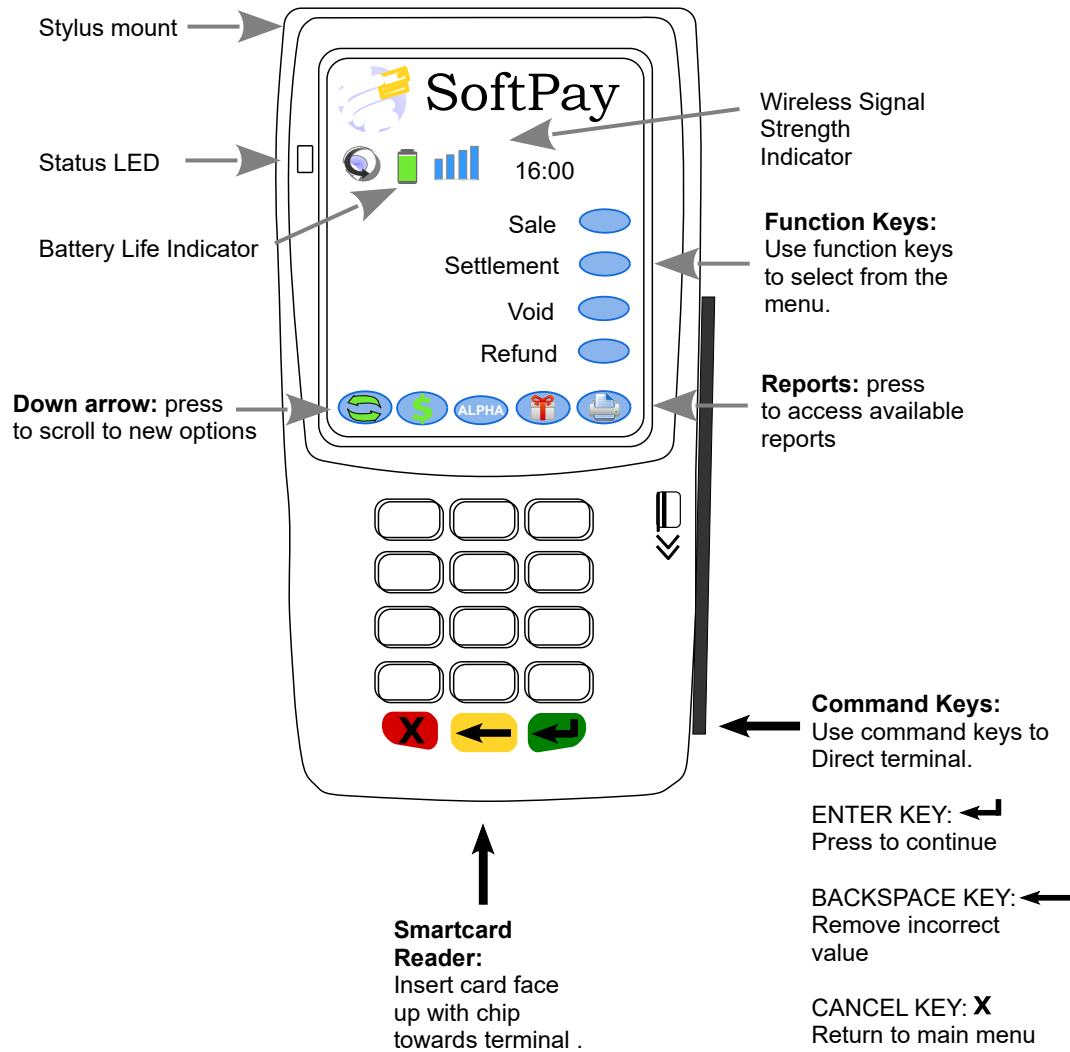 Stylus mount
SoftPay
Wireless Signal
Strength
Indicator
Status LED
16:00
Battery Life Indicator
Sale
Settlement
Void
Refund
Function Keys:
Use function keys
to select from the
menu.
Down arrow: press
to scroll to new options
$
ALPHA
Reports: press
to access available
reports
X
Command Keys:
Use command keys to
Direct terminal.
ENTER KEY:
Press to continue
BACKSPACE KEY:
Remove incorrect
value
CANCEL KEY: X
Return to main menu
Smartcard
Reader:
Insert card face
up with chip
towards terminal .